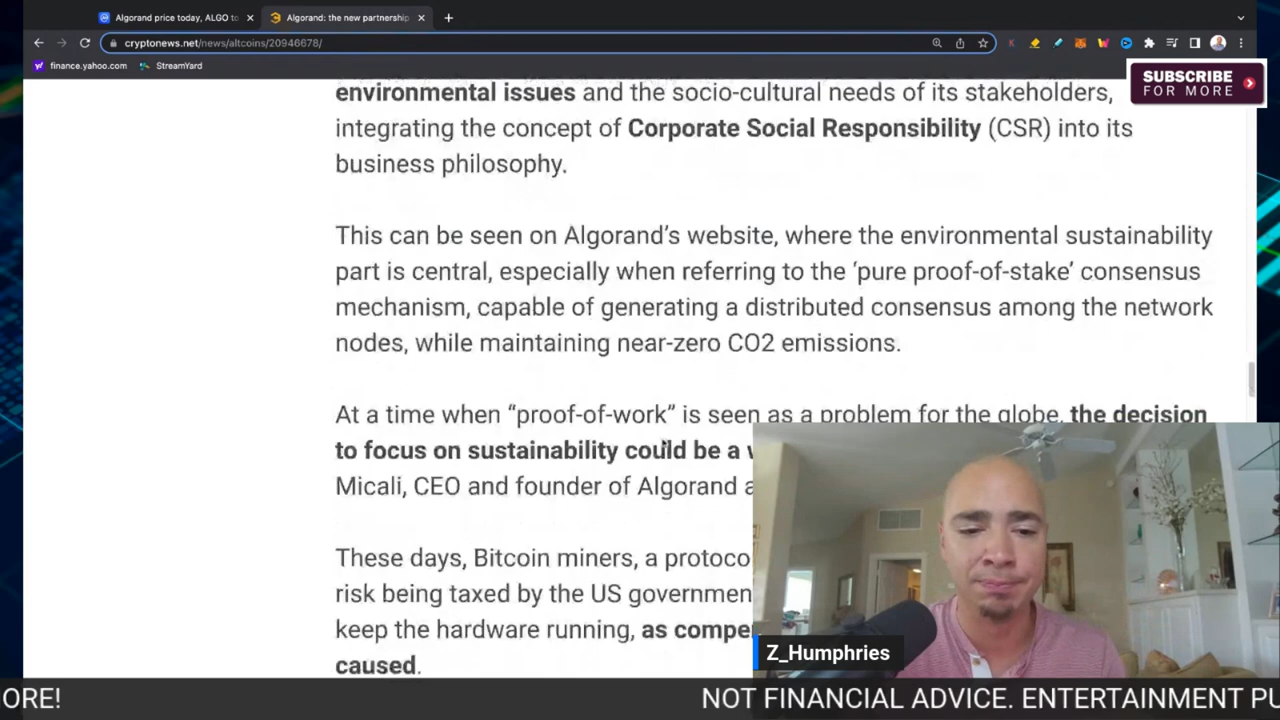 Algorand price today, ALGO to
Algorand: the new partnership
cryptonews.net/news/altcoins/20946678/
finance.yahoo.com
StreamYard
SUBSCRIBE
FOR MORE
environmental issues and the socio-cultural needs of its stakeholders,
integrating the concept of Corporate Social Responsibility (CSR) into its
business philosophy.
This can be seen on Algorand's website, where the environmental sustainability
part is central, especially when referring to the ‘pure proof-of-stake’ consensus
mechanism, capable of generating a distributed consensus among the network
nodes, while maintaining near-zero CO2 emissions.
At a time when “proof-of-work” is seen as a problem for the globe, the decision
to focus on sustainability could be a
Micali, CEO and founder of Algorand
These days, Bitcoin miners, a
risk being taxed by the US government
keep the hardware running, as
caused.
Z_Humphries
ORE!
NOT FINANCIAL ADVICE. ENTERTAINMENT